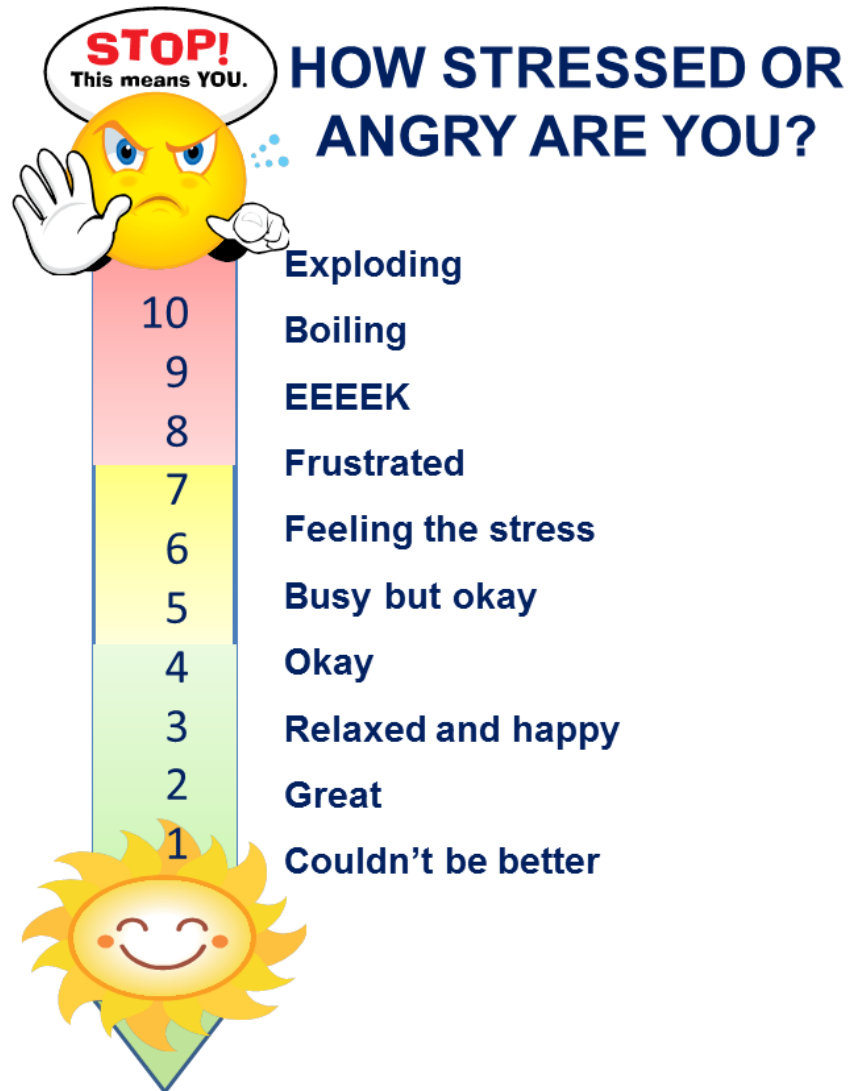 STOP!
This means YOU.
HOW STRESSED OR
ANGRY ARE YOU?
Exploding
10
Boiling
9
EEEEK
8
Frustrated
7
Feeling the stress
6
Busy but okay
5
Okay
4
Relaxed and happy
3
Great
2
Couldn't be better
1